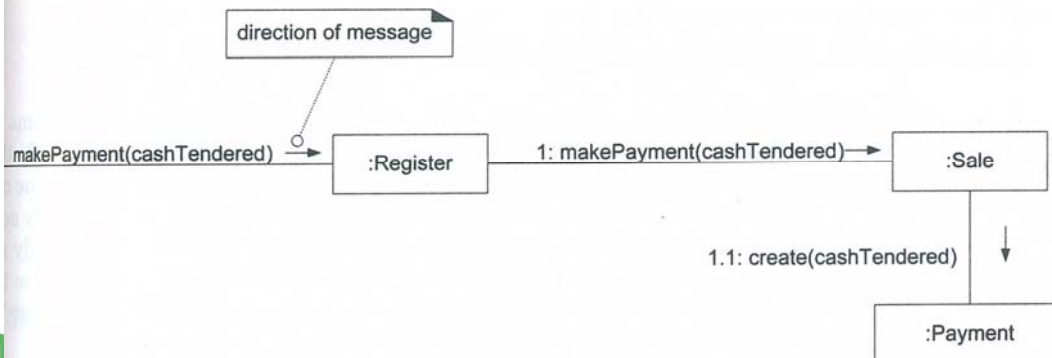 direction of message
makePayment(cashTendered)
:Register
1: makePayment(cashTendered)
:Sale
1.1: create(cashTendered)
:Payment